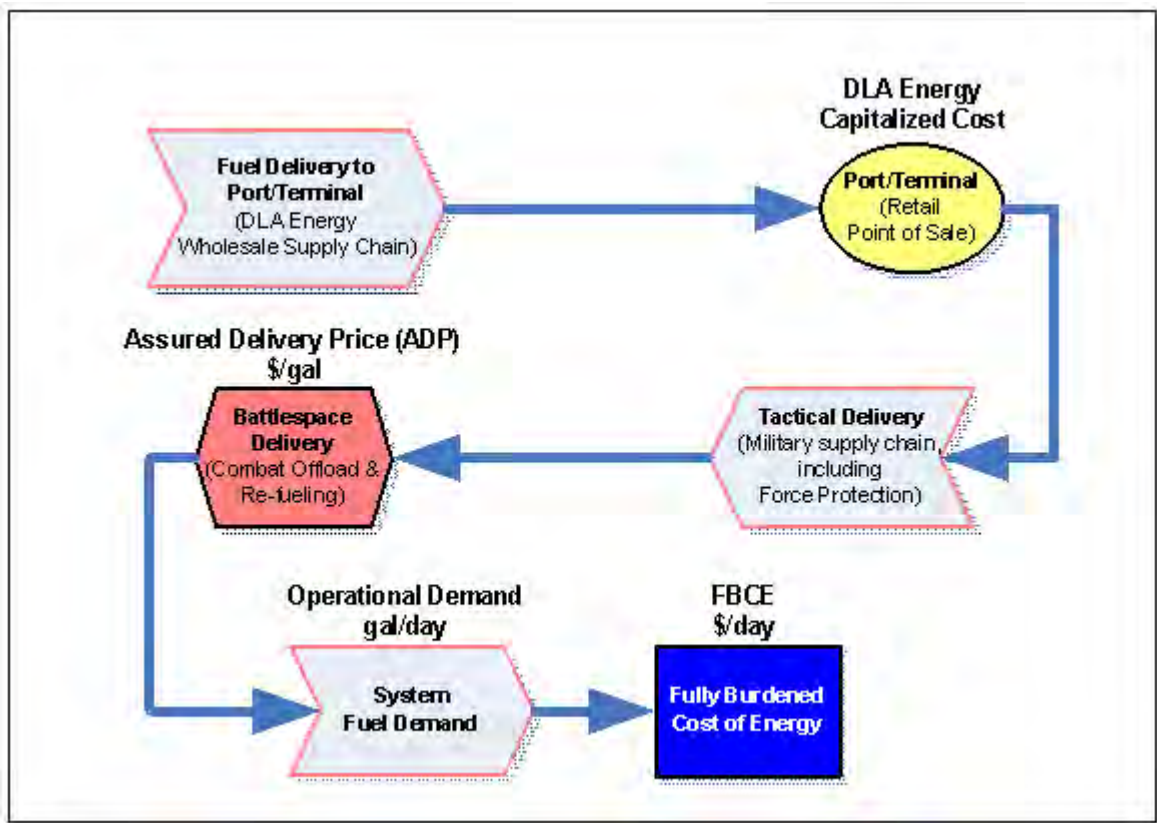 Fuel Delivery to
Port/Terminal
(DLA Energy
Wholesale Supply Chain)
DLA Energy
Capitalized Cost
Port/Terminal
(Retail
Point of Sale)
Assured Delivery Price (ADP)
$/gal
Battlespace
Delivery
(Combat Offload &
Re-fueling)
Tactical Delivery
(Military supply chain,
including
Force Protection)
Operational Demand
gal/day
System
Fuel Demand
FBCE
$/day
Fully Burdened
Cost of Energy